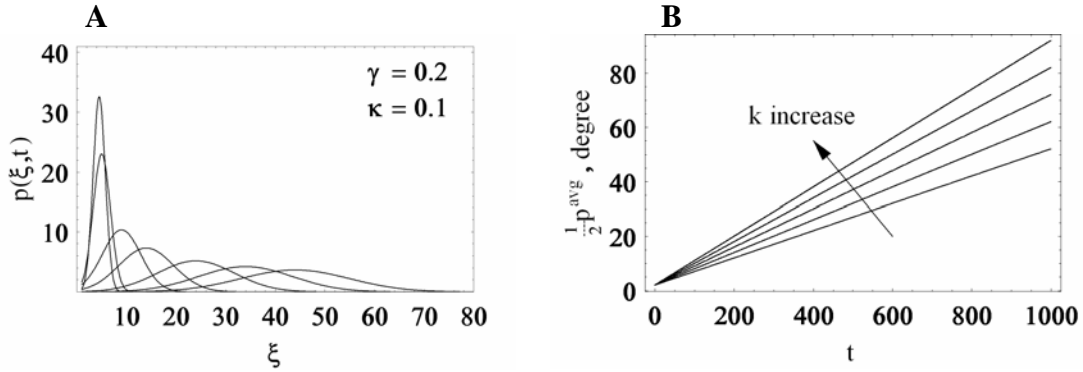 A
B
40
30
20
10
p(ξ,t)
γ = 0.2
κ = 0.1
10 20 30 40 50 60 70 80
ξ
80
60
40
20
0
½p^avg , degree
k increase
0 200 400 600 800 1000
t